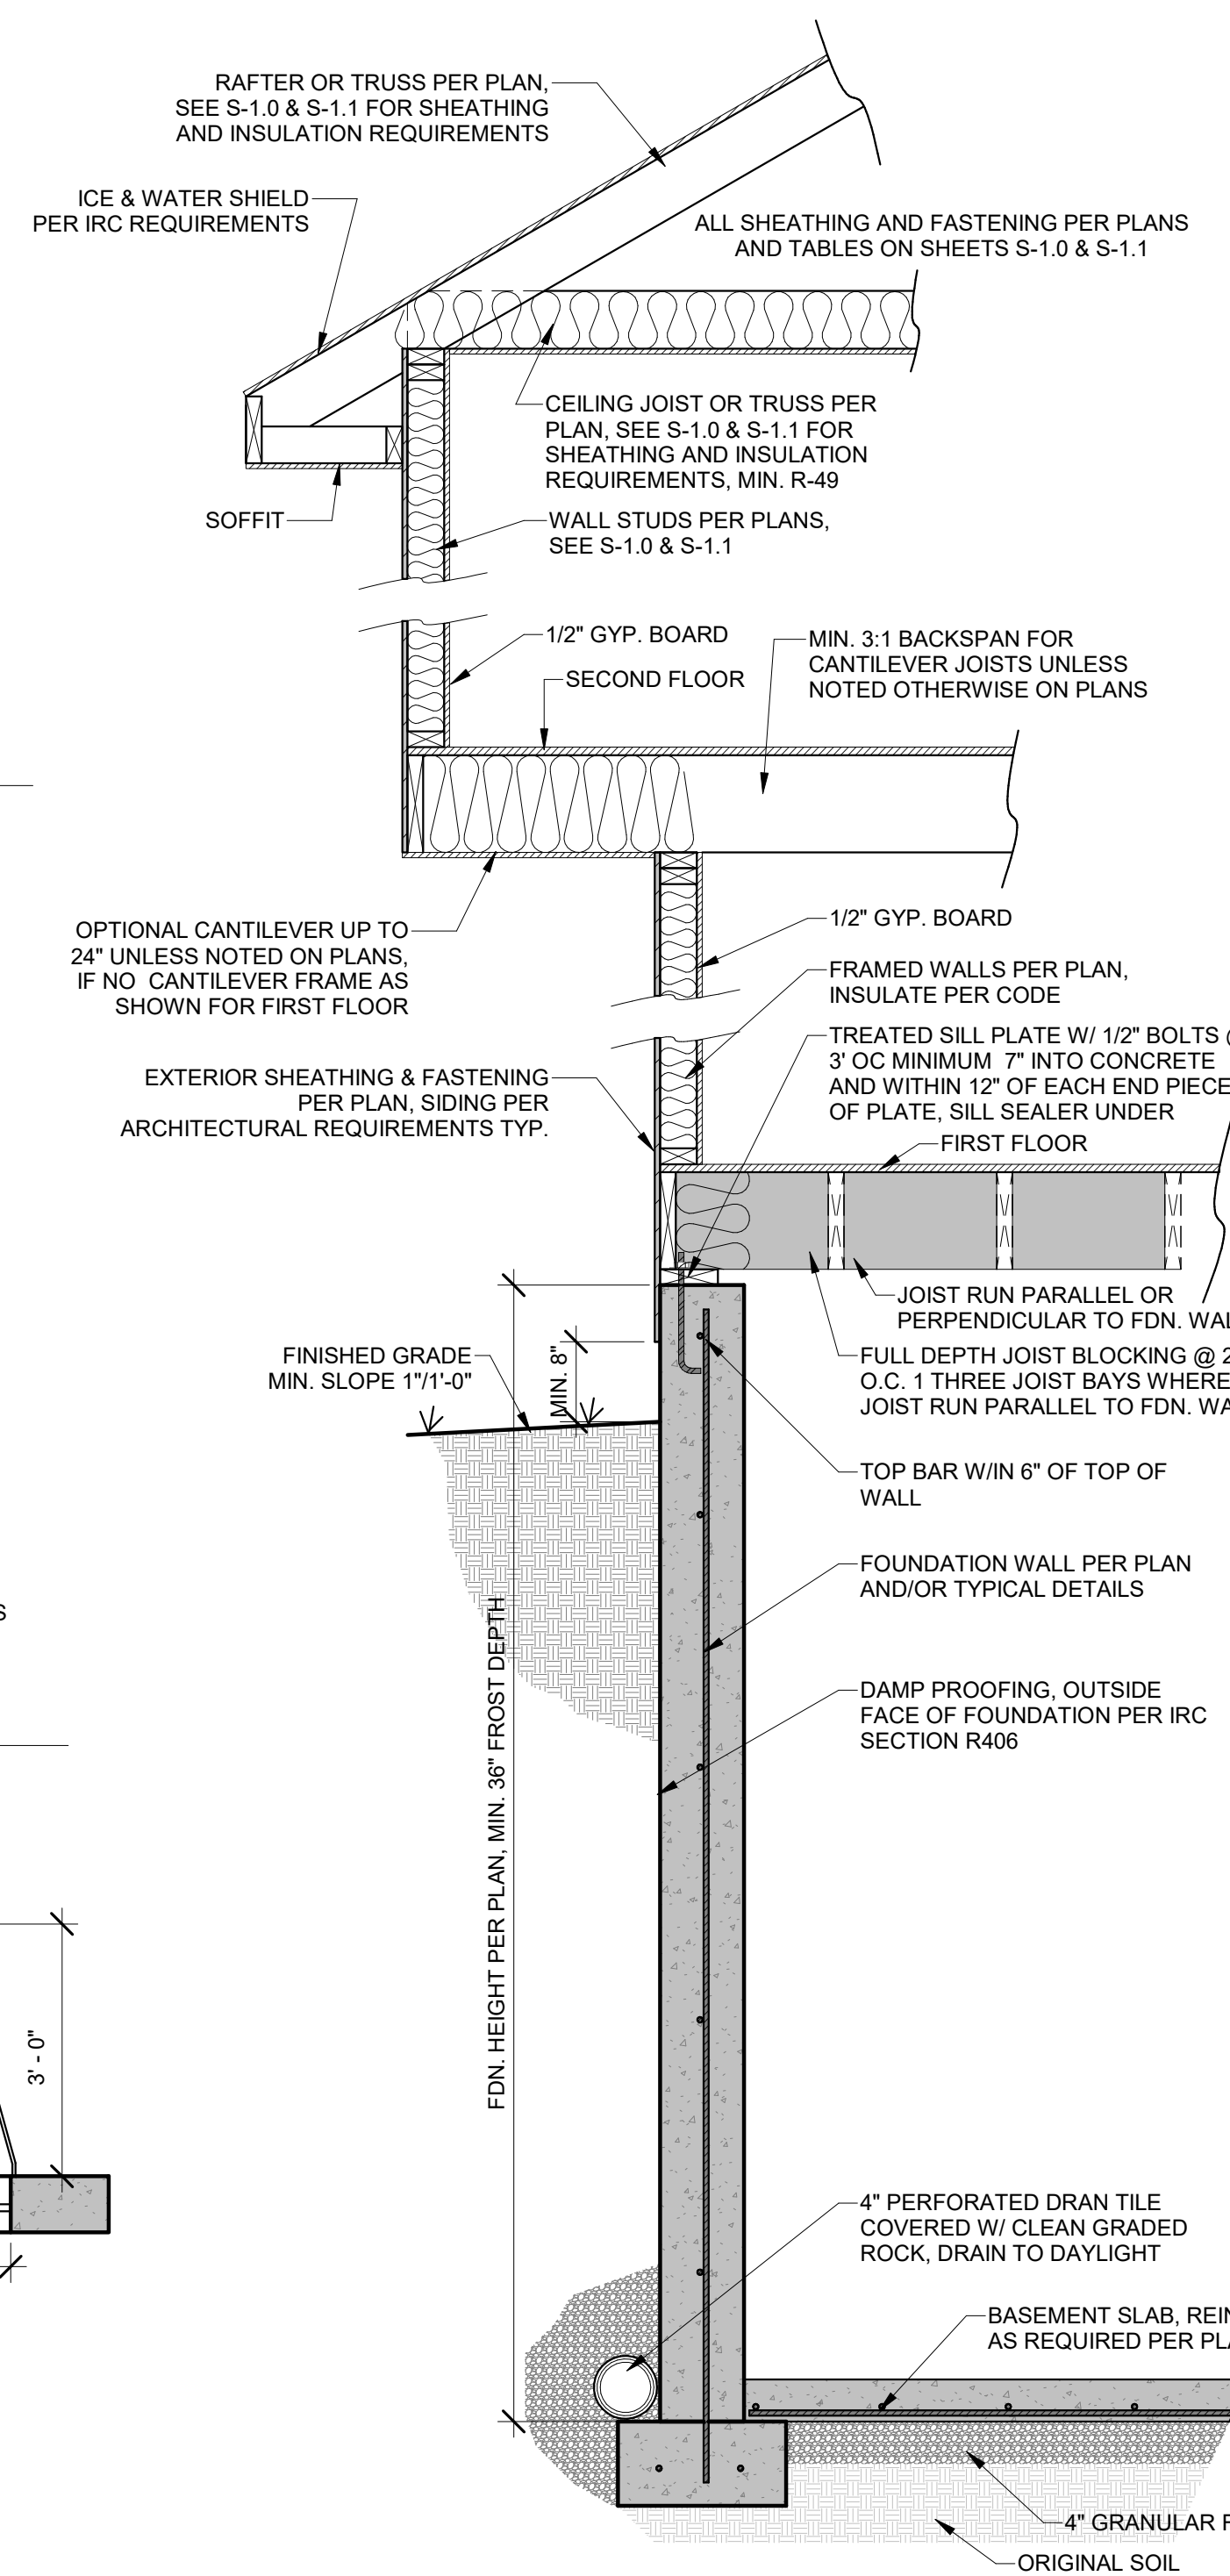 RAFTER OR TRUSS PER PLAN,
SEE S-1.0 & S-1.1 FOR SHEATHING
AND INSULATION REQUIREMENTS
ICE & WATER SHIELD
PER IRC REQUIREMENTS
ALL SHEATHING AND FASTENING PER PLANS
AND TABLES ON SHEETS S-1.0 & S-1.1
CEILING JOIST OR TRUSS PER
PLAN, SEE S-1.0 & S-1.1 FOR
SHEATHING AND INSULATION
REQUIREMENTS, MIN. R-49
SOFFIT
WALL STUDS PER PLANS,
SEE S-1.0 & S-1.1
1/2" GYP. BOARD
SECOND FLOOR
MIN. 3:1 BACKSPAN FOR
CANTILEVER JOISTS UNLESS
NOTED OTHERWISE ON PLANS
OPTIONAL CANTILEVER UP TO
24" UNLESS NOTED ON PLANS,
IF NO CANTILEVER FRAME AS
SHOWN FOR FIRST FLOOR
1/2" GYP. BOARD
FRAMED WALLS PER PLAN,
INSULATE PER CODE
TREATED SILL PLATE W/ 1/2" BOLTS @
3' OC MINIMUM 7" INTO CONCRETE
AND WITHIN 12" OF EACH END PIECE
OF PLATE, SILL SEALER UNDER
EXTERIOR SHEATHING & FASTENING
PER PLAN, SIDING PER
ARCHITECTURAL REQUIREMENTS TYP.
FIRST FLOOR
JOIST RUN PARALLEL OR
PERPENDICULAR TO FDN.
FINISHED GRADE
MIN. SLOPE 1"/1'-0"
MIN. 8"
FULL DEPTH JOIST BLOCKING @
O.C. 1 THREE JOIST BAYS WHERE
JOIST RUN PARALLEL TO FDN.
TOP BAR W/IN 6" OF TOP OF
WALL
FOUNDATION WALL PER PLAN
AND/OR TYPICAL DETAILS
S
DAMP PROOFING, OUTSIDE
FACE OF FOUNDATION PER IRC
SECTION R406
FDN. HEIGHT PER PLAN, MIN. 36" FROST DEPTH
3' - 0"
4" PERFORATED DRAN TILE
COVERED W/ CLEAN GRADED
ROCK, DRAIN TO DAYLIGHT
BASEMENT SLAB,
AS REQUIRED PER
4" GRANULAR
ORIGINAL SOIL